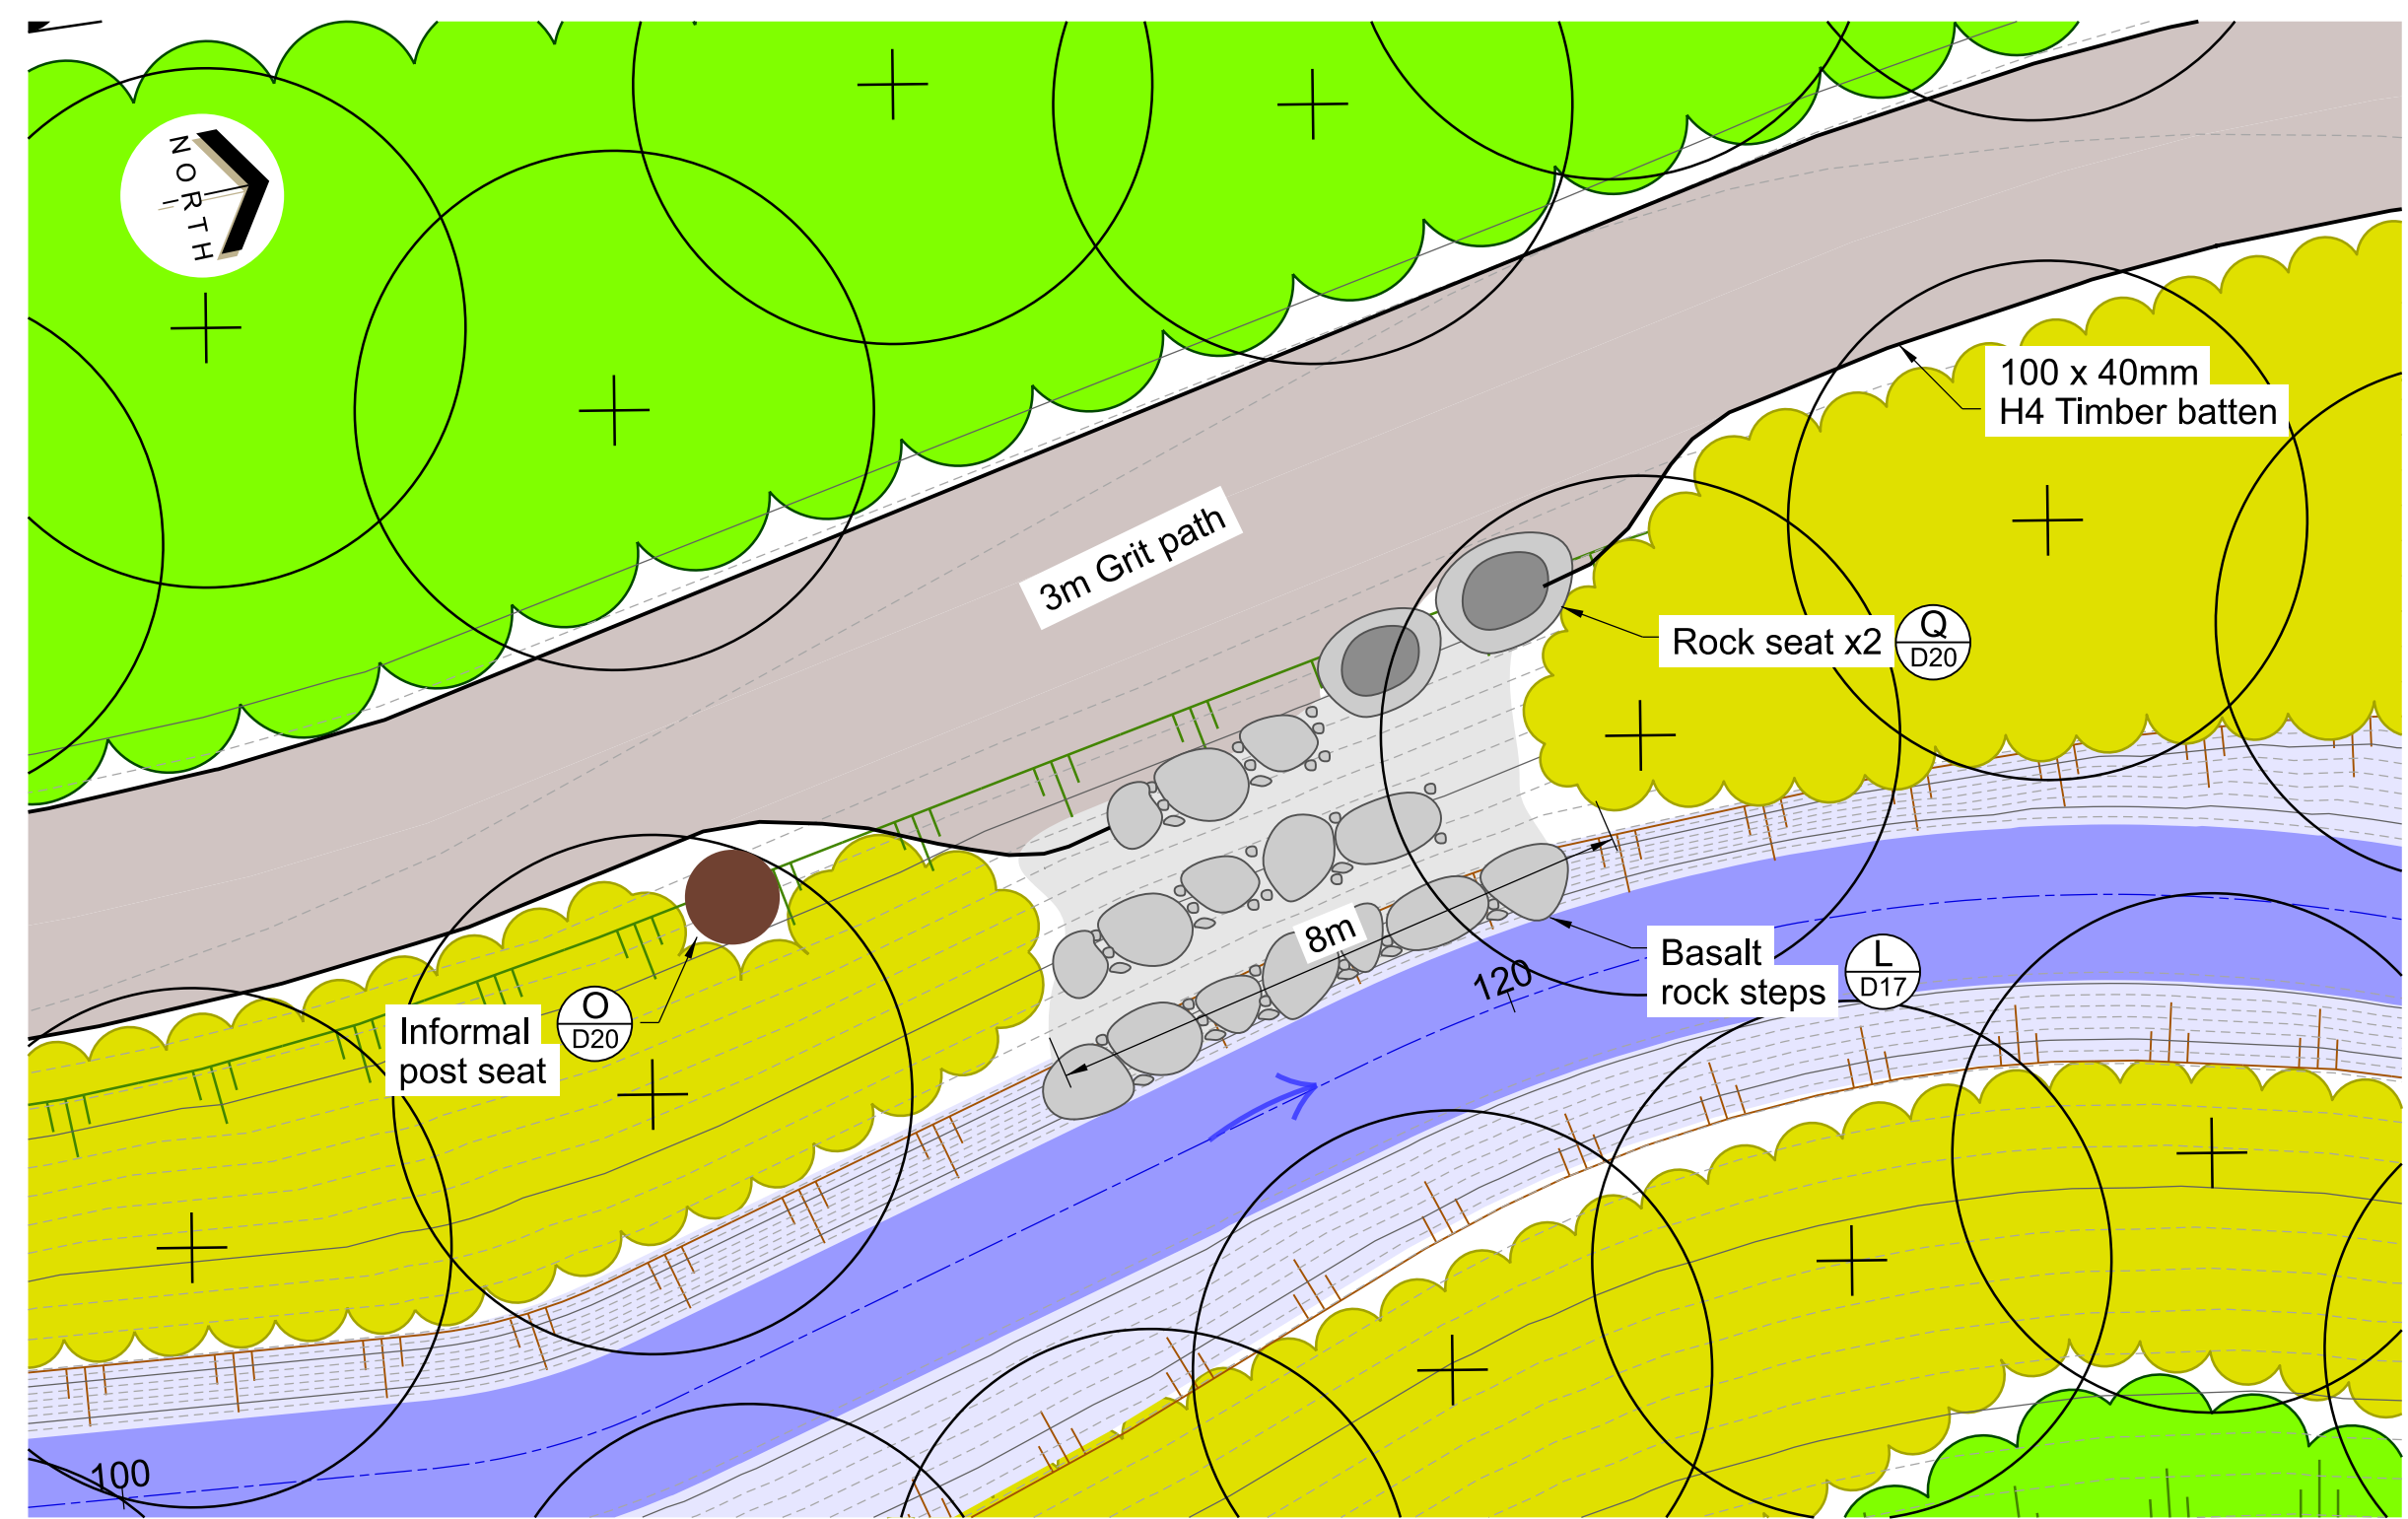 NORTH
100 x 40mm
H4 Timber batten
3m Grit path
Rock seat x2
Q
D20
8m
120
Basalt
rock steps
L
D17
Informal
post seat
O
D20
100